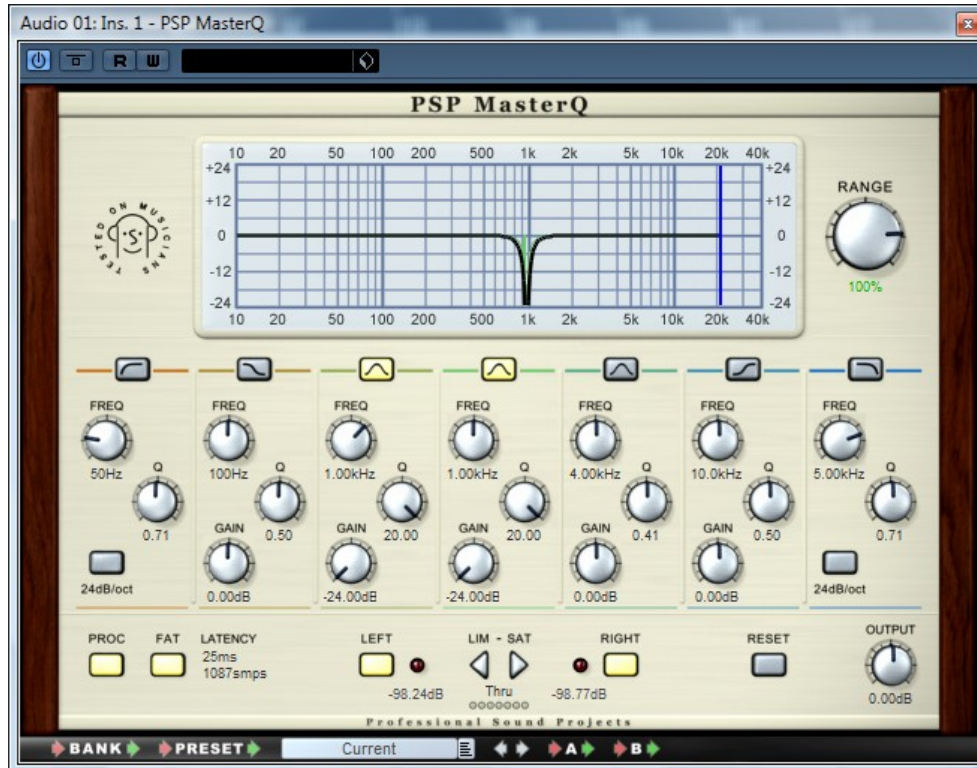 Audio 01: Ins. 1 - PSP MasterQ
R W
PSP MasterQ
10 20 50 100 200 500 1k 2k 5k 10k 20k 40k
+24 +24
+12 +12
0 0
-12 -12
-24 -24
10 20 50 100 200 500 1k 2k 5k 10k 20k 40k
TESTED ON MUSICIANS
RANGE
100%
FREQ FREQ FREQ FREQ FREQ FREQ FREQ
50Hz 100Hz 1.00kHz 1.00kHz 4.00kHz 10.0kHz 5.00kHz
Q Q Q Q Q Q Q
0.71 0.50 20.00 20.00 0.41 0.50 0.71
GAIN GAIN GAIN GAIN GAIN
24dB/oct 0.00dB -24.00dB -24.00dB 0.00dB 0.00dB 24dB/oct
PROC FAT LATENCY LEFT LIM - SAT RIGHT RESET OUTPUT
25ms
1087smps
-98.24dB Thru -98.77dB 0.00dB
Professional Sound Projects
BANK PRESET Current A B